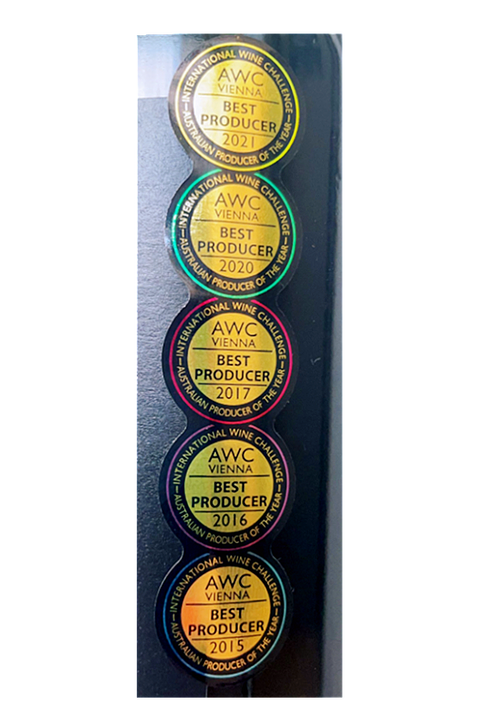 INTERNATIONAL WINE CHALLENGE
AWC
VIENNA
BEST
PRODUCER
2021
AUSTRALIAN PRODUCER OF THE YEAR
INTERNATIONAL WINE CHALLENGE
AWC
VIENNA
BEST
PRODUCER
2020
AUSTRALIAN PRODUCER OF THE YEAR
INTERNATIONAL WINE CHALLENGE
AWC
VIENNA
BEST
PRODUCER
2017
AUSTRALIAN PRODUCER OF THE YEAR
INTERNATIONAL WINE CHALLENGE
AWC
VIENNA
BEST
PRODUCER
2016
AUSTRALIAN PRODUCER OF THE YEAR
INTERNATIONAL WINE CHALLENGE
AWC
VIENNA
BEST
PRODUCER
2015
AUSTRALIAN PRODUCER OF THE YEAR